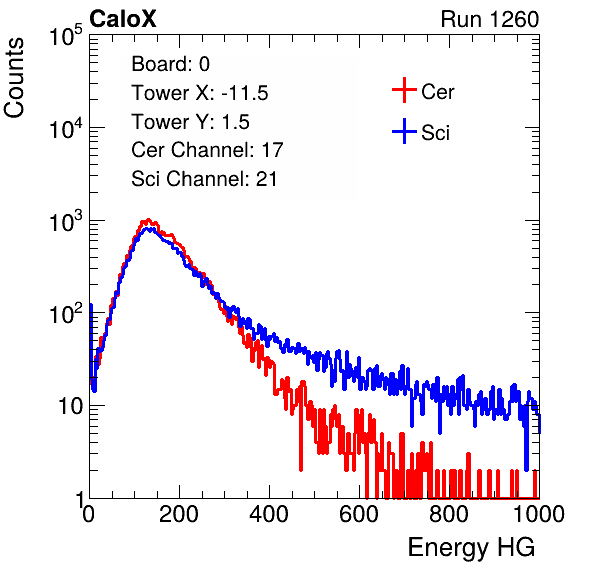 CaloX Run 1260
Counts
Board: 0
Tower X: -11.5
Tower Y: 1.5
Cer Channel: 17
Sci Channel: 21
Cer
Sci
10^5
10^4
10^3
10^2
10
1
0 200 400 600 800 1000
Energy HG